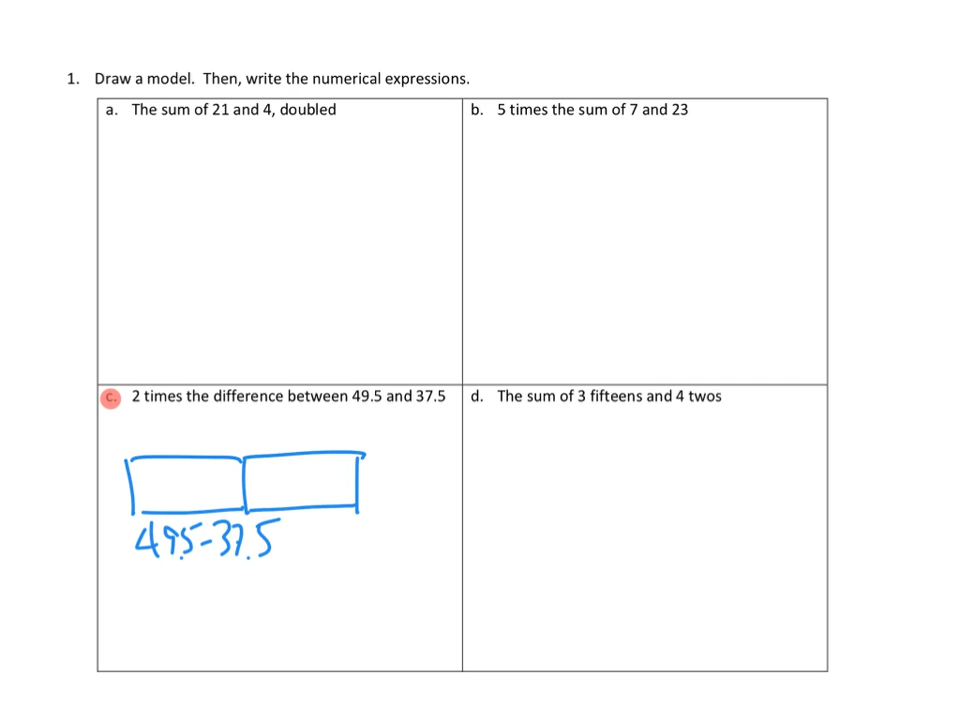 1. Draw a model. Then, write the numerical expressions.
a. The sum of 21 and 4, doubled
b. 5 times the sum of 7 and 23
c. 2 times the difference between 49.5 and 37.5
d. The sum of 3 fifteens and 4 twos
49.5-37.5